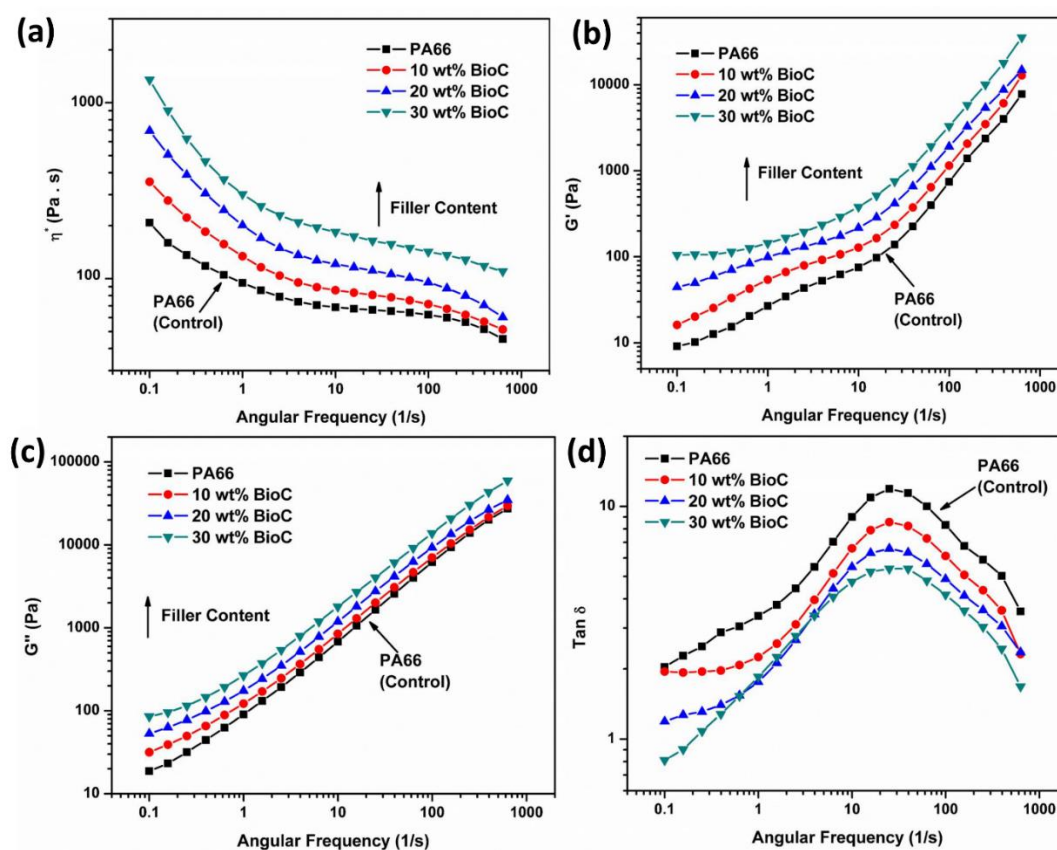 (a)
PA66
10 wt% BioC
20 wt% BioC
30 wt% BioC
Filler Content
PA66
(Control)
η* (Pa . s)
1000
100
0.1 1 10 100 1000
Angular Frequency (1/s)
(b)
PA66
10 wt% BioC
20 wt% BioC
30 wt% BioC
Filler Content
PA66
(Control)
G' (Pa)
10000
1000
100
10
0.1 1 10 100 1000
Angular Frequency (1/s)
(c)
PA66
10 wt% BioC
20 wt% BioC
30 wt% BioC
Filler Content
PA66
(Control)
G'' (Pa)
100000
10000
1000
100
10
0.1 1 10 100 1000
Angular Frequency (1/s)
(d)
PA66
10 wt% BioC
20 wt% BioC
30 wt% BioC
PA66
(Control)
Tan δ
10
1
0.1 1 10 100 1000
Angular Frequency (1/s)